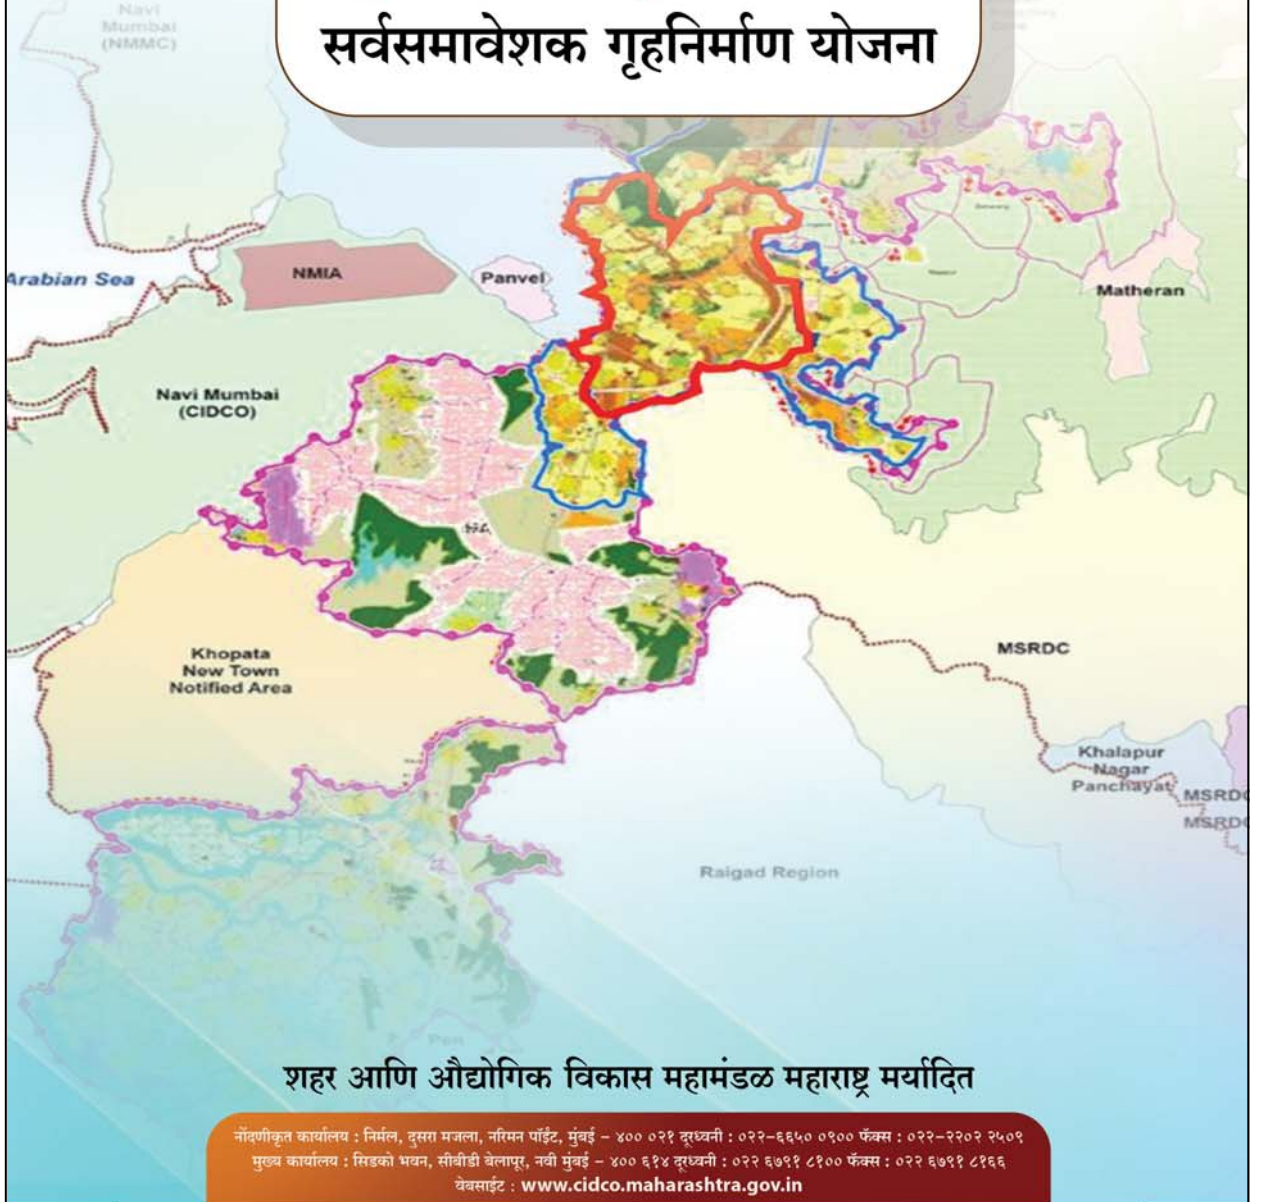 Navi
Mumbai
(NMMC)
सर्वसमावेशक गृहनिर्माण योजना
Arabian Sea
NMIA
Panvel
Matheran
Navi Mumbai
(CIDCO)
Khopata
New Town
Notified Area
MSRDC
Khalapur
Nagar
Panchayat
MSRDC
MSRDC
Raigad Region
Pen
शहर आणि औद्योगिक विकास महामंडळ महाराष्ट्र मर्यादित
नोंदणीकृत कार्यालय : निर्मल, दुसरा मजला, नरिमन पॉईंट, मुंबई – ४०० ०२१ दूरध्वनी : ०२२-६६५० ०९०० फॅक्स : ०२२-२२०२ २५०९
मुख्य कार्यालय : सिडको भवन, सीबीडी बेलापूर, नवी मुंबई – ४०० ६१४ दूरध्वनी : ०२२ ६७९१ ८१०० फॅक्स : ०२२ ६७९१ ८१६६
वेबसाईट : www.cidco.maharashtra.gov.in